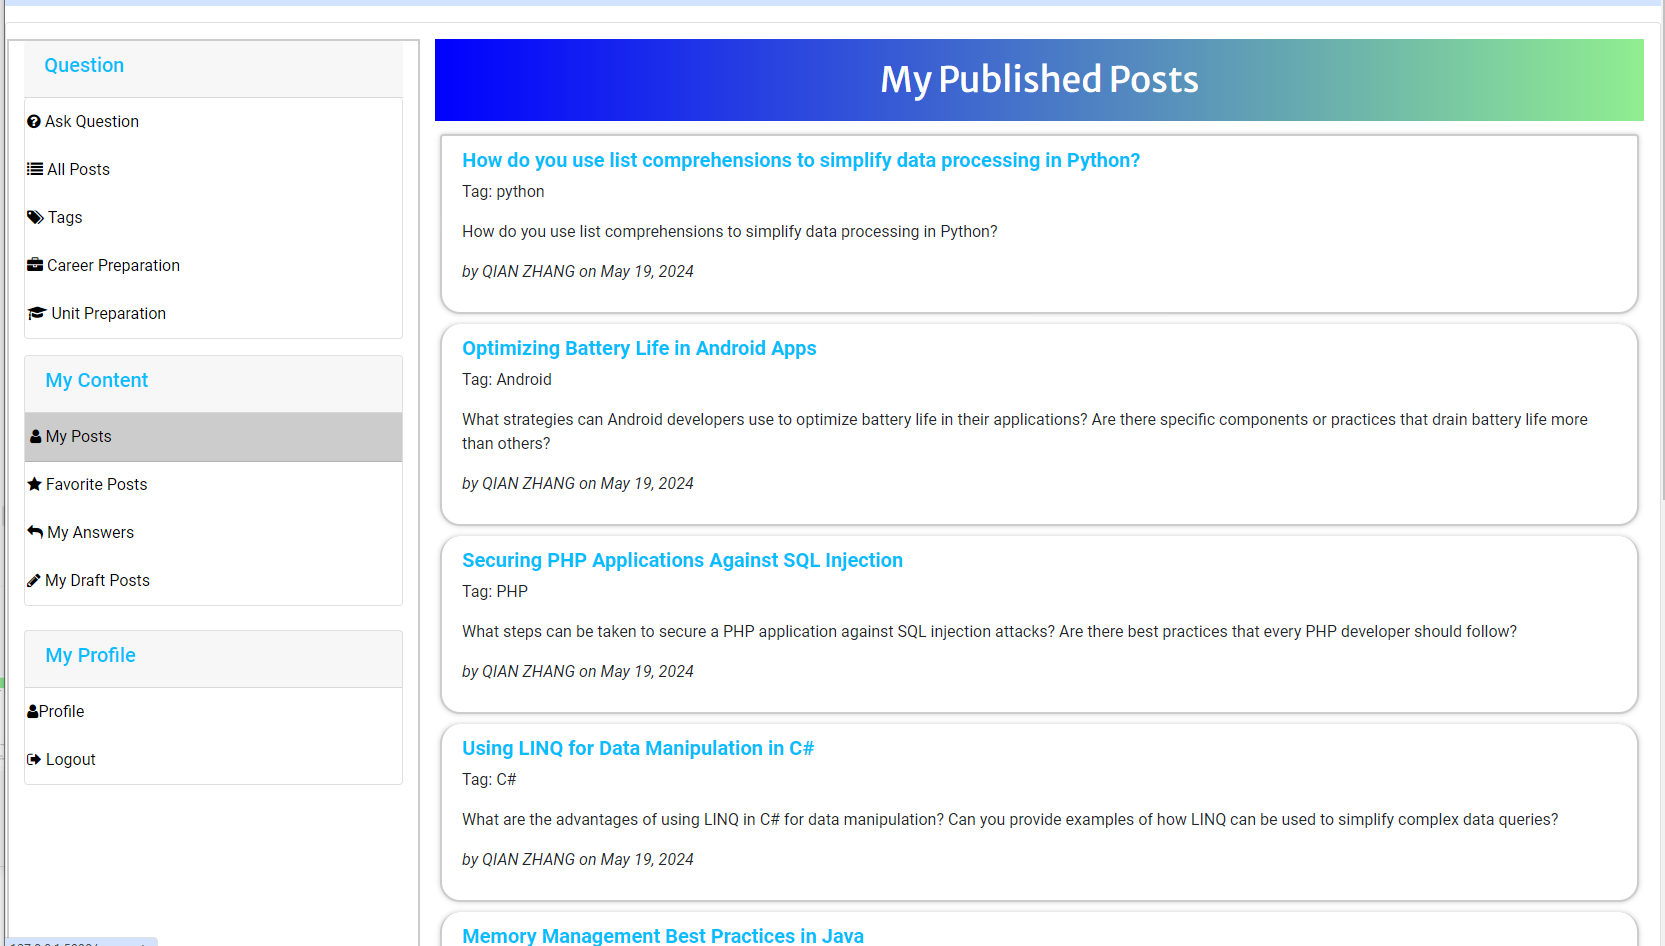 Question
Ask Question
All Posts
Tags
Career Preparation
Unit Preparation
My Content
My Posts
Favorite Posts
My Answers
My Draft Posts
My Profile
Profile
Logout
My Published Posts
How do you use list comprehensions to simplify data processing in Python?
Tag: python
How do you use list comprehensions to simplify data processing in Python?
by QIAN ZHANG on May 19, 2024
Optimizing Battery Life in Android Apps
Tag: Android
What strategies can Android developers use to optimize battery life in their applications? Are there specific components or practices that drain battery life more
than others?
by QIAN ZHANG on May 19, 2024
Securing PHP Applications Against SQL Injection
Tag: PHP
What steps can be taken to secure a PHP application against SQL injection attacks? Are there best practices that every PHP developer should follow?
by QIAN ZHANG on May 19, 2024
Using LINQ for Data Manipulation in C#
Tag: C#
What are the advantages of using LINQ in C# for data manipulation? Can you provide examples of how LINQ can be used to simplify complex data queries?
by QIAN ZHANG on May 19, 2024
Memory Management Best Practices in Java